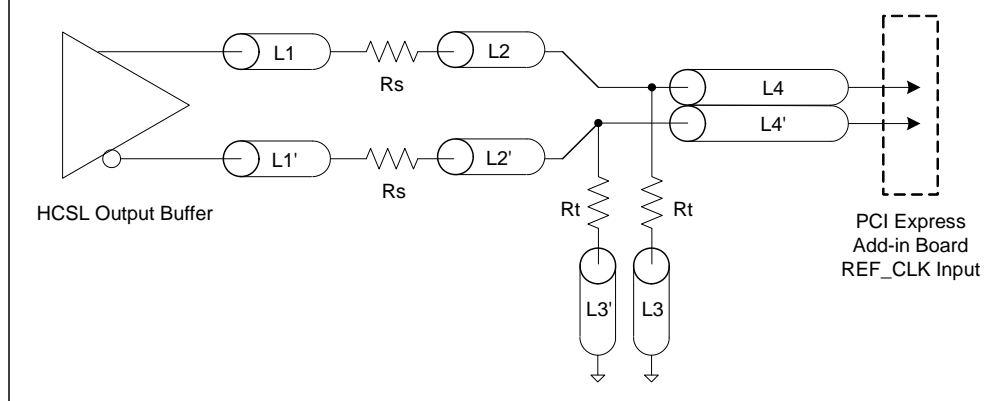 L1
Rs
L2
L4
L4'
L1'
Rs
L2'
HCSL Output Buffer
Rt
Rt
L3'
L3
PCI Express
Add-in Board
REF_CLK Input